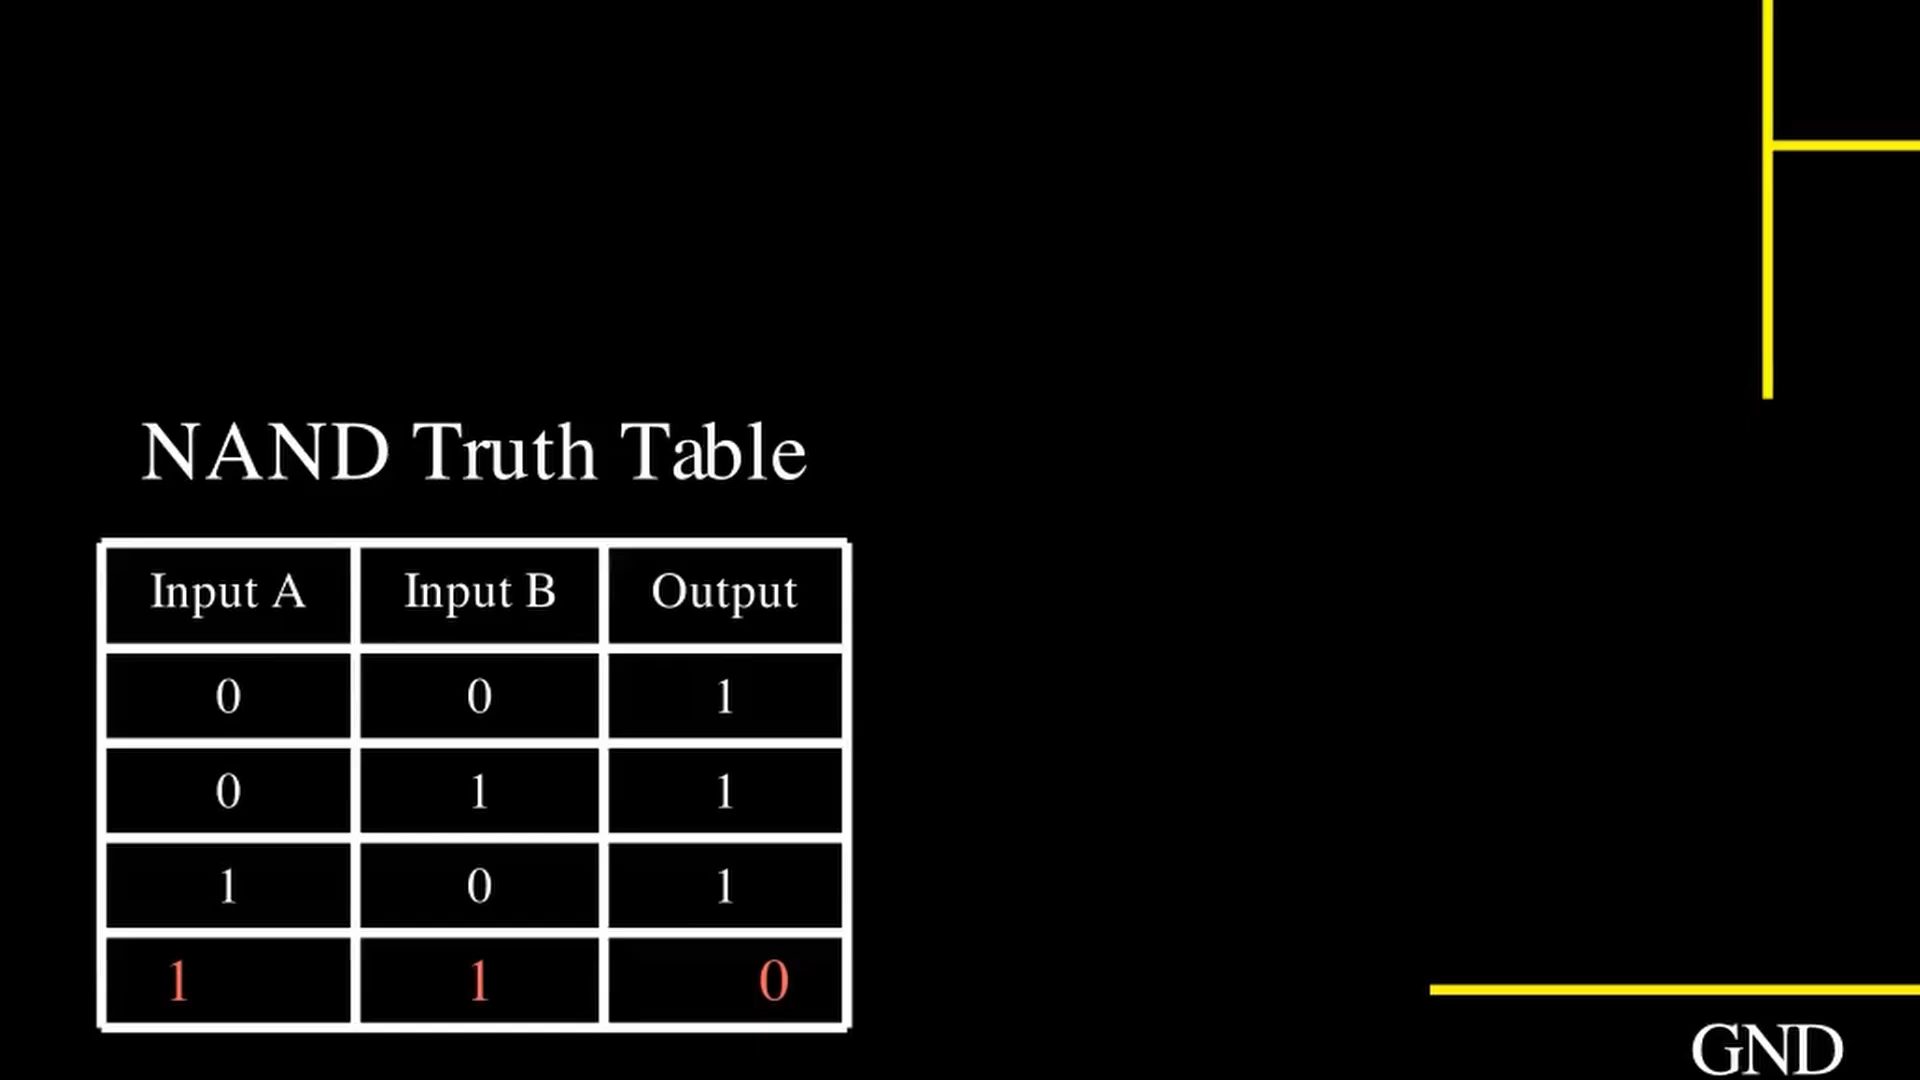 NAND Truth Table
Input A Input B Output
0 0 1
0 1 1
1 0 1
1 1 0
GND